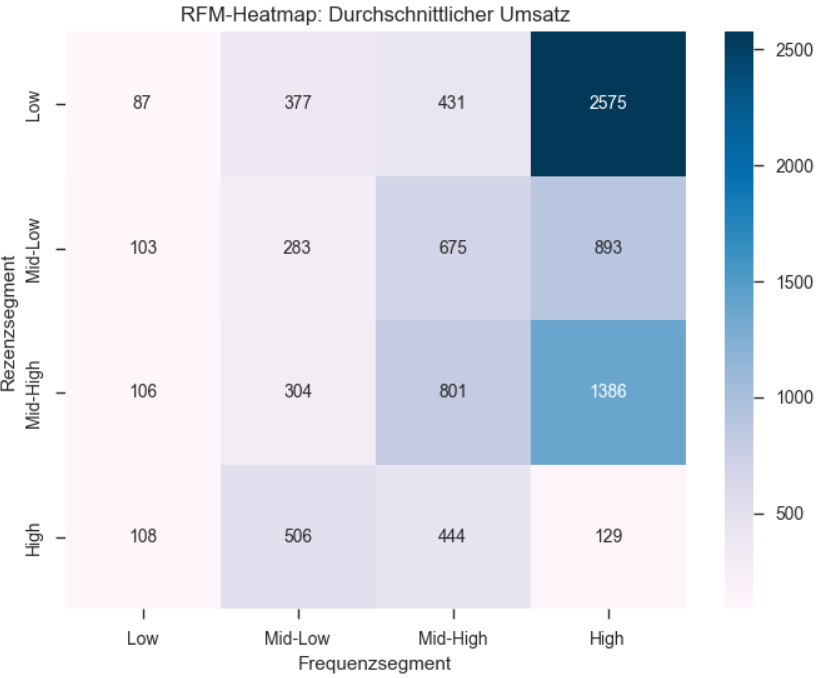 RFM-Heatmap: Durchschnittlicher Umsatz
Rezenzsegment
Low
87
377
431
2575
Mid-Low
103
283
675
893
Mid-High
106
304
801
1386
High
108
506
444
129
Low
Mid-Low
Mid-High
High
Frequenzsegment
2500
2000
1500
1000
500